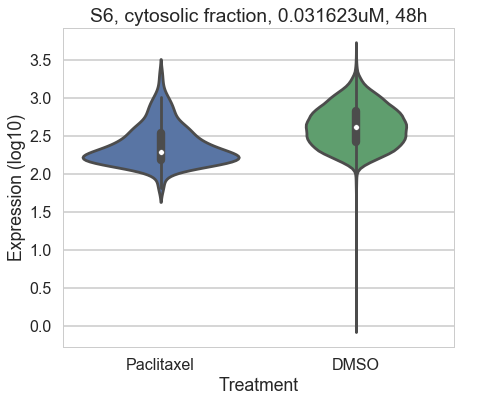 S6, cytosolic fraction, 0.031623uM, 48h
Expression (log10)
3.5
3.0
2.5
2.0
1.5
1.0
0.5
0.0
Paclitaxel
DMSO
Treatment